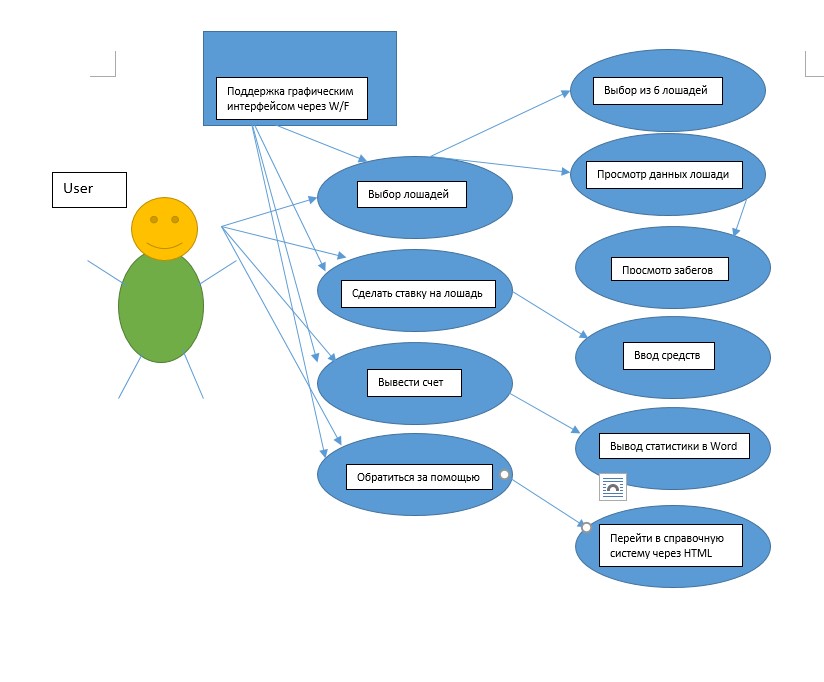 Поддержка графическим
интерфейсом через W/F
User
Выбор лошадей
Сделать ставку на лошадь
Вывести счет
Обратиться за помощью
Выбор из 6 лошадей
Просмотр данных лошади
Просмото забегов
Ввод средств
Вывод статистики в Word
Перейти в справочную
систему через HTML